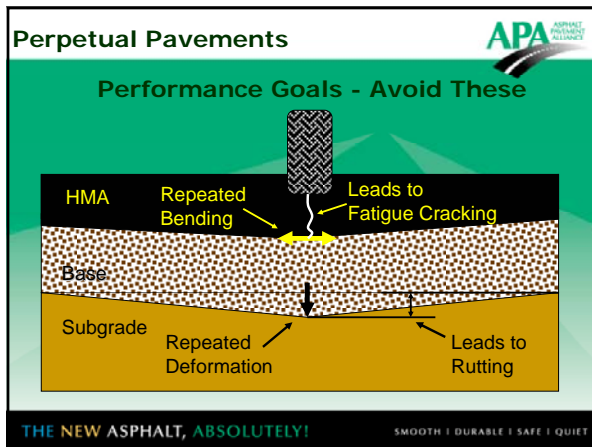 Perpetual Pavements
APA ASPHALT
PAVEMENT
ALLIANCE
Performance Goals - Avoid These
HMA
Repeated
Bending
Leads to
Fatigue Cracking
Base
Subgrade
Repeated
Deformation
Leads to
Rutting
THE NEW ASPHALT, ABSOLUTELY!
SMOOTH | DURABLE | SAFE | QUIET